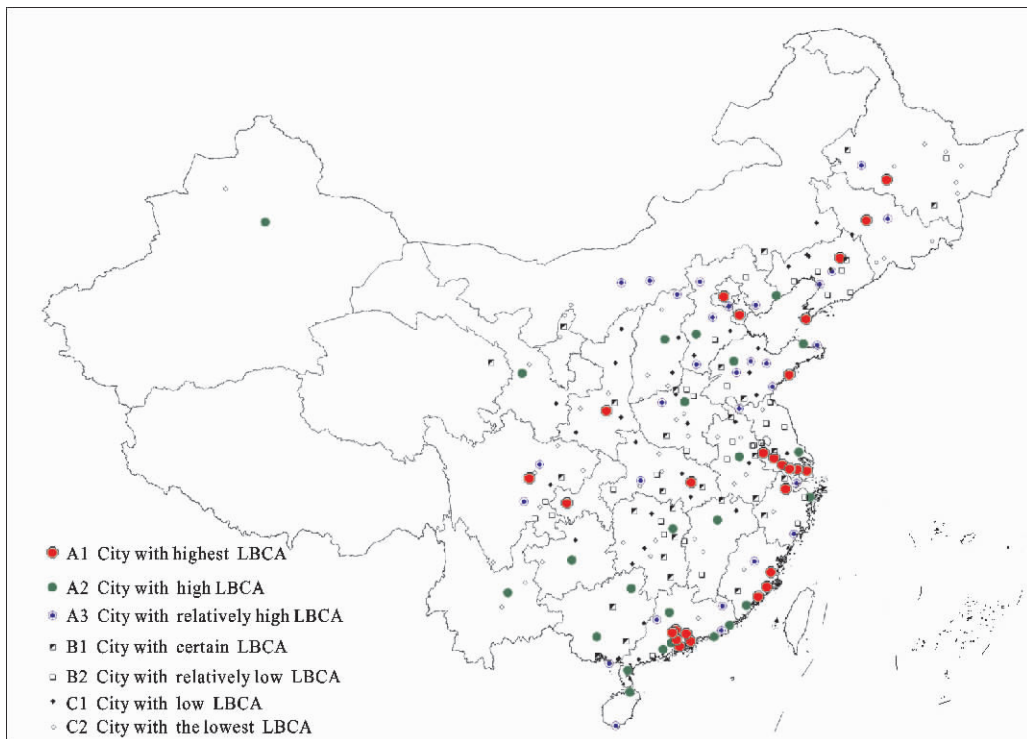 A1 City with highest LBCA
A2 City with high LBCA
A3 City with relatively high LBCA
B1 City with certain LBCA
B2 City with relatively low LBCA
C1 City with low LBCA
C2 City with the lowest LBCA